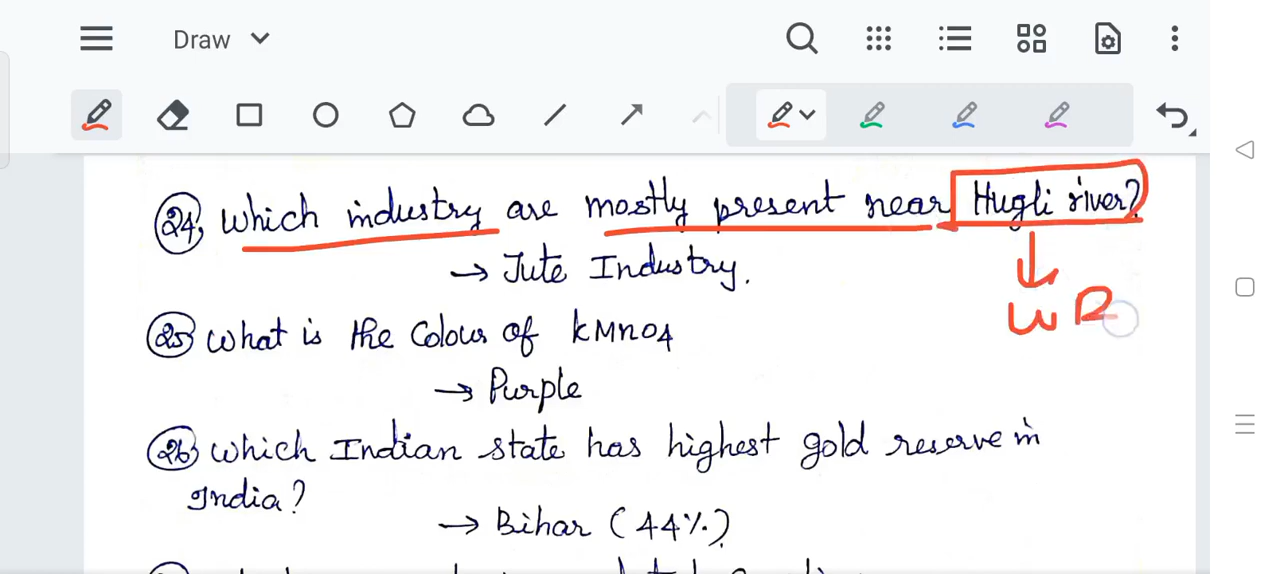 Draw
24, Which industry are mostly present near Hugli river?
→ Jute Industry.
WB
25 What is the Colour of KMnO4
→ Purple
26 Which Indian state has highest gold reserve in
India?
→ Bihar (44%)